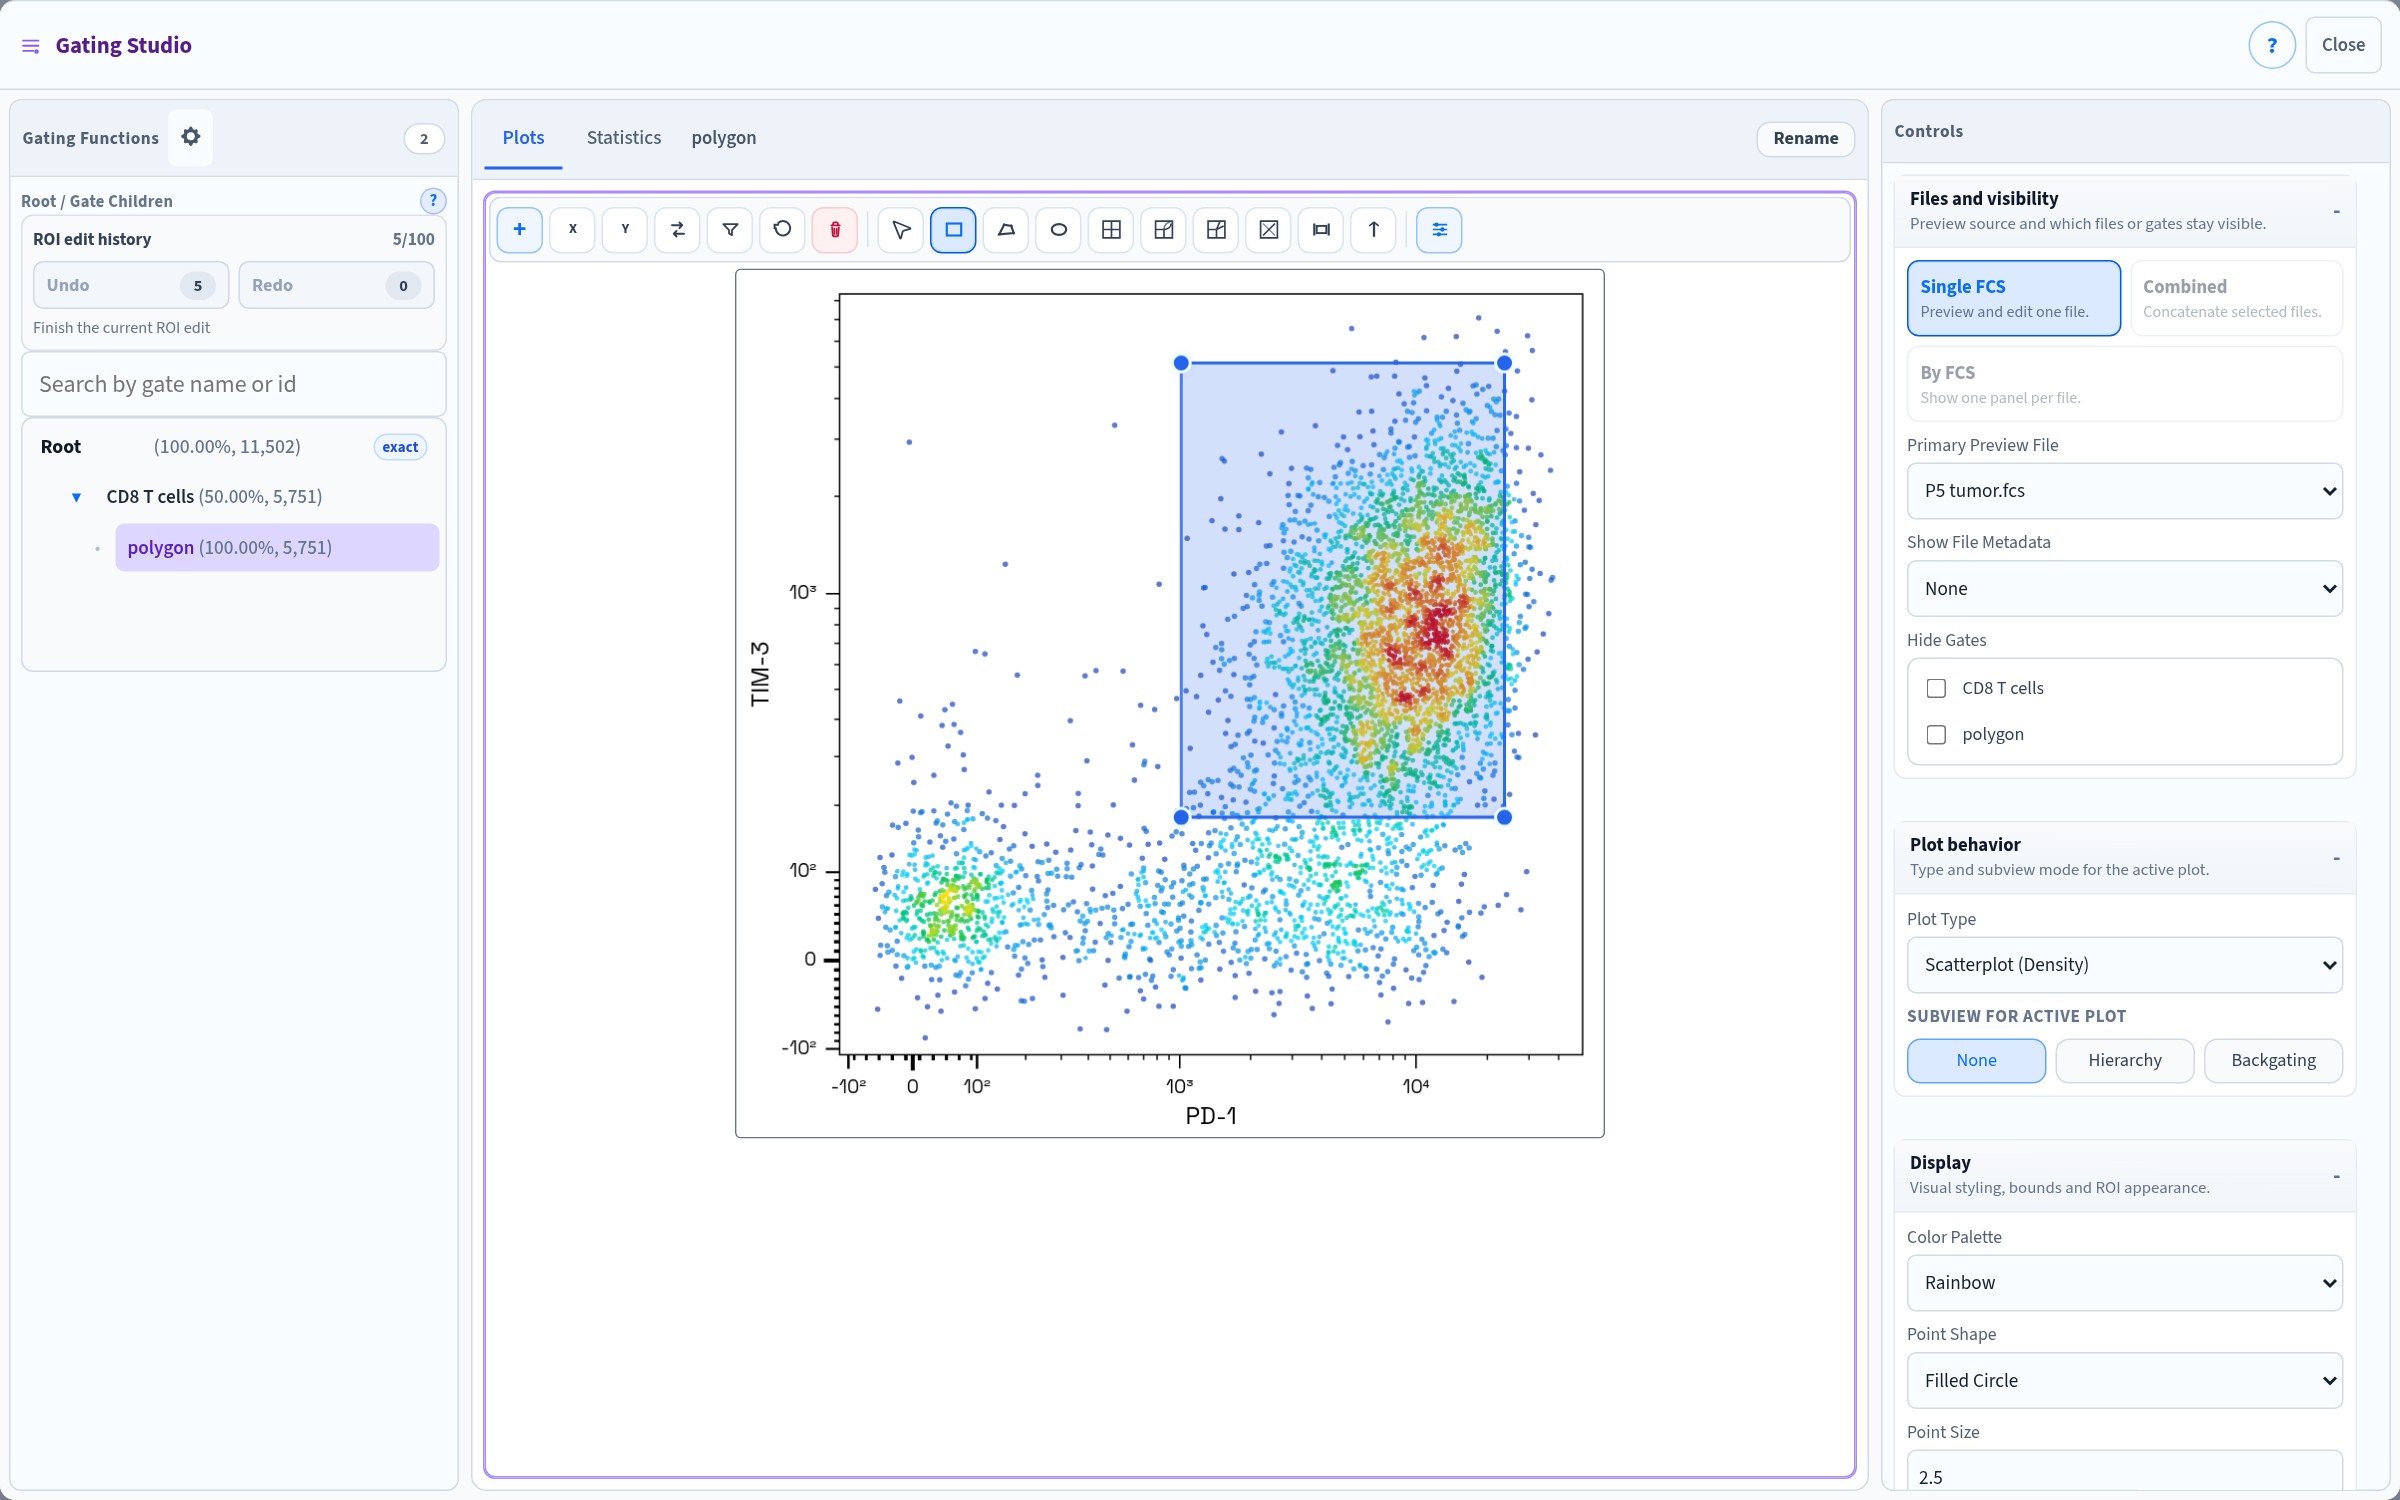 Gating Studio
?
Close
Gating Functions
2
Root / Gate Children
?
ROI edit history
5/100
Undo 5
Redo 0
Finish the current ROI edit
Search by gate name or id
Root (100.00%, 11,502) exact
CD8 T cells (50.00%, 5,751)
polygon (100.00%, 5,751)
Plots
Statistics
polygon
Rename
+
X
Y
TIM-3
10³
10²
0
-10²
-10²
0
10²
10³
10⁴
PD-1
Controls
Files and visibility
-
Preview source and which files or gates stay visible.
Single FCS
Preview and edit one file.
Combined
Concatenate selected files.
By FCS
Show one panel per file.
Primary Preview File
P5 tumor.fcs
Show File Metadata
None
Hide Gates
CD8 T cells
polygon
Plot behavior
-
Type and subview mode for the active plot.
Plot Type
Scatterplot (Density)
SUBVIEW FOR ACTIVE PLOT
None
Hierarchy
Backgating
Display
-
Visual styling, bounds and ROI appearance.
Color Palette
Rainbow
Point Shape
Filled Circle
Point Size
2.5